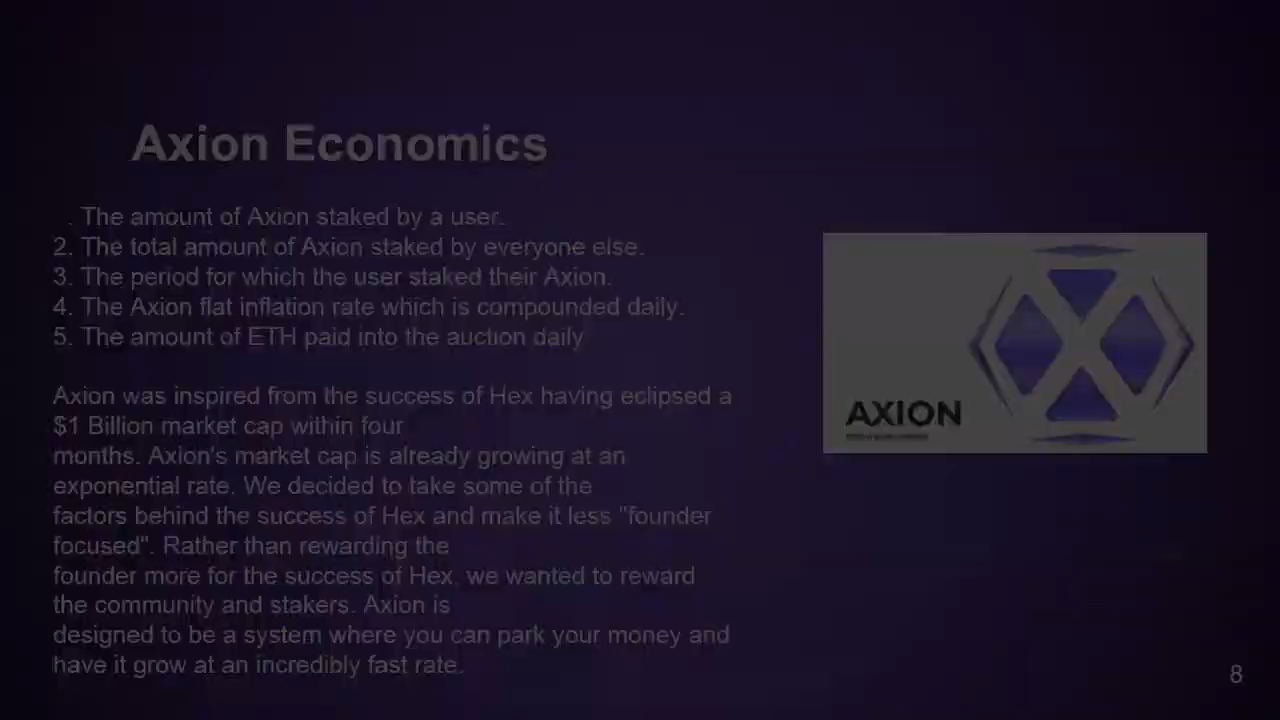 Axion Economics
. The amount of Axion staked by a user.
2. The total amount of Axion staked by everyone else.
3. The period for which the user staked their Axion.
4. The Axion flat inflation rate which is compounded daily.
5. The amount of ETH paid into the auction daily
Axion was inspired from the success of Hex having eclipsed a
$1 Billion market cap within four
months. Axion's market cap is already growing at an
exponential rate. We decided to take some of the
factors behind the success of Hex and make it less "founder
focused". Rather than rewarding the
founder more for the success of Hex, we wanted to reward
the community and stakers. Axion is
designed to be a system where you can park your money and
have it grow at an incredibly fast rate.
AXION
8